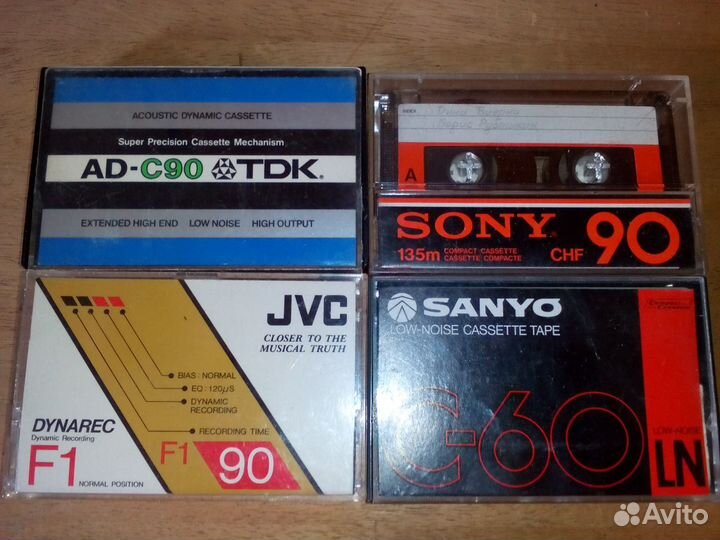 ACOUSTIC DYNAMIC CASSETTE
Super Precision Cassette Mechanism
AD-C90 TDK®
EXTENDED HIGH END LOW NOISE HIGH OUTPUT
INDEX
A
SONY 90
135m COMPACT CASSETTE
CASSETTE COMPACTE
CHF
JVC
CLOSER TO THE
MUSICAL TRUTH
BIAS : NORMAL
EQ : 120μS
DYNAMIC
RECORDING
RECORDING TIME
DYNAREC
Dynamic Recording
F1
NORMAL POSITION
F1 90
SANYO
LOW-NOISE CASSETTE TAPE
C-60
LOW-NOISE
LN
Avito